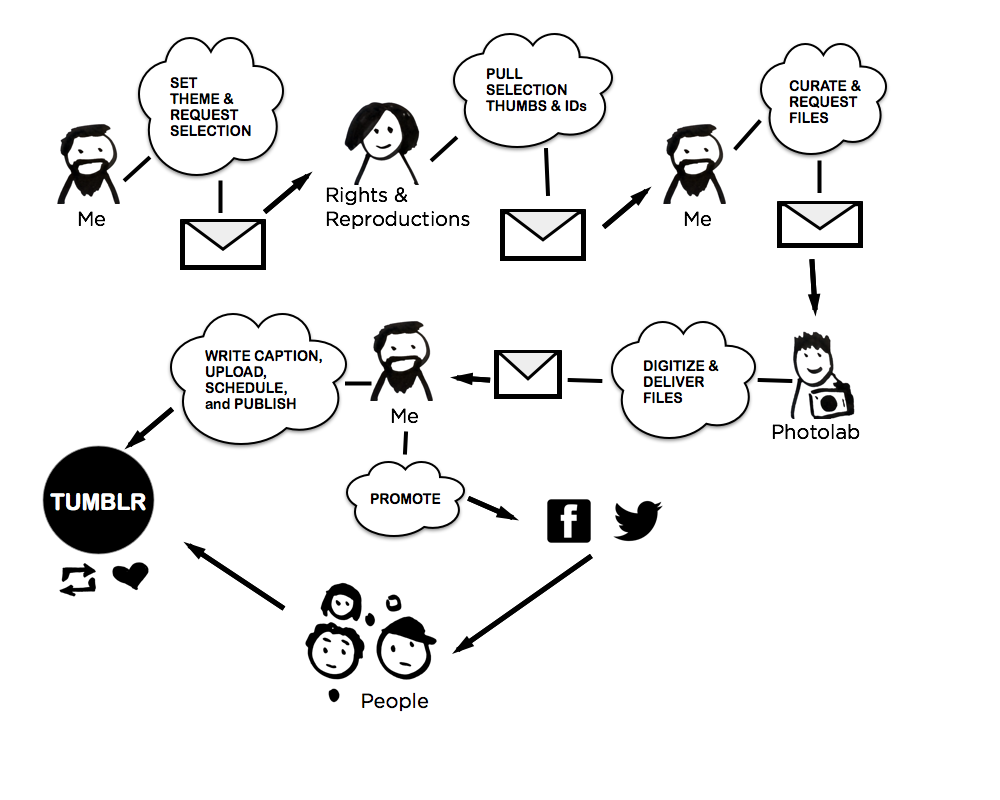 SET
THEME &
REQUEST
SELECTION
Me
Rights &
Reproductions
PULL
SELECTION
THUMBS & IDs
Me
CURATE &
REQUEST
FILES
WRITE CAPTION,
UPLOAD,
SCHEDULE,
and PUBLISH
Me
DIGITIZE &
DELIVER
FILES
Photolab
TUMBLR
PROMOTE
f
People